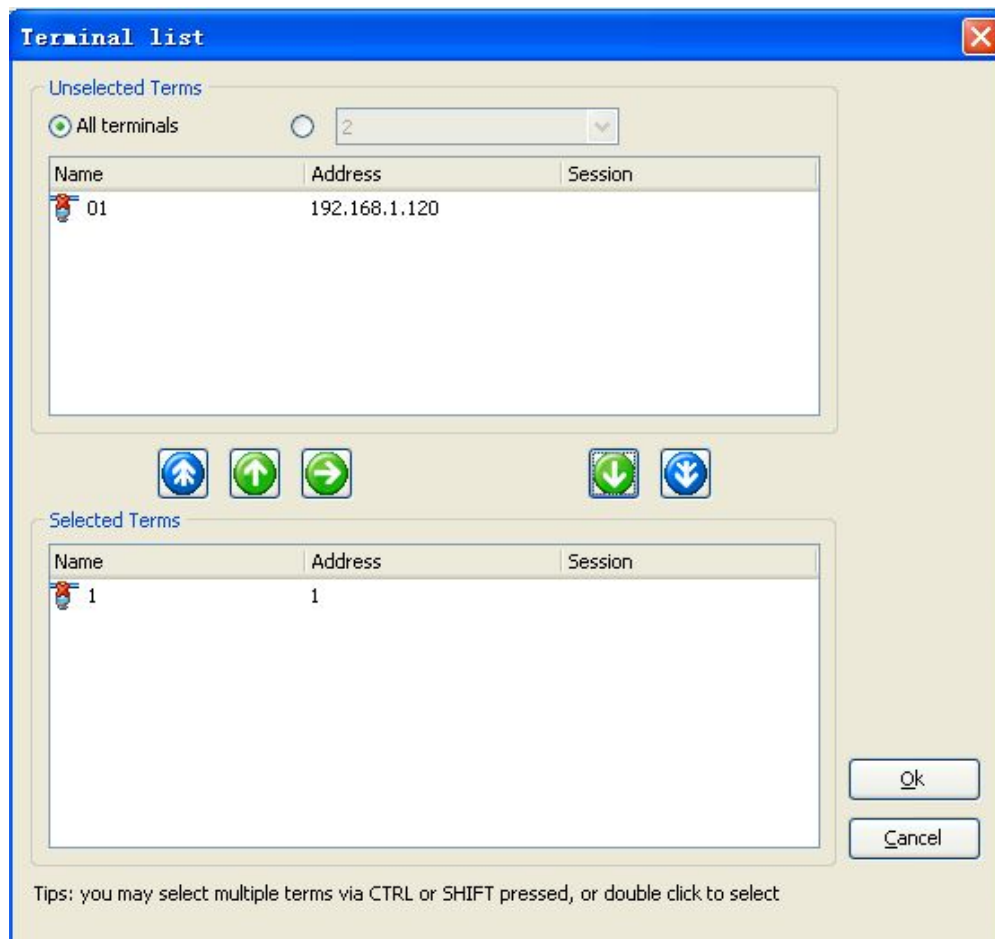 Terminal list
Unselected Terms
All terminals 2
Name Address Session
01 192.168.1.120
Selected Terms
Name Address Session
1 1
Ok
Cancel
Tips: you may select multiple terms via CTRL or SHIFT pressed, or double click to select